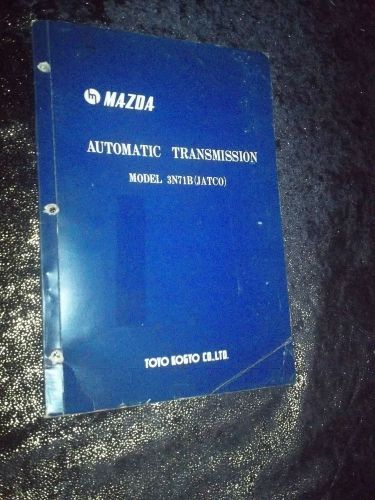 m MAZDA
AUTOMATIC TRANSMISSION
MODEL 3N71B(JATCO)
TOYO KOGYO CO.,LTD.